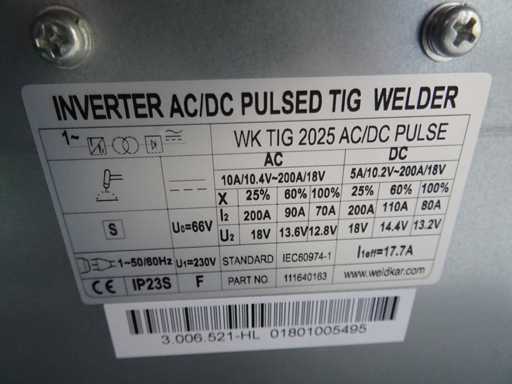 INVERTER AC/DC PULSED TIG WELDER
1~ WK TIG 2025 AC/DC PULSE
AC DC
10A/10.4V~200A/18V 5A/10.2V~200A/18V
X 25% 60% 100% 25% 60% 100%
S U0=66V I2 200A 90A 70A 200A 110A 80A
U2 18V 13.6V 12.8V 18V 14.4V 13.2V
1~50/60Hz U1=230V STANDARD IEC60974-1 I1eff=17.7A
CE IP23S F PART NO 111640163 www.weldkar.com
3.006.521-HL 01801005495